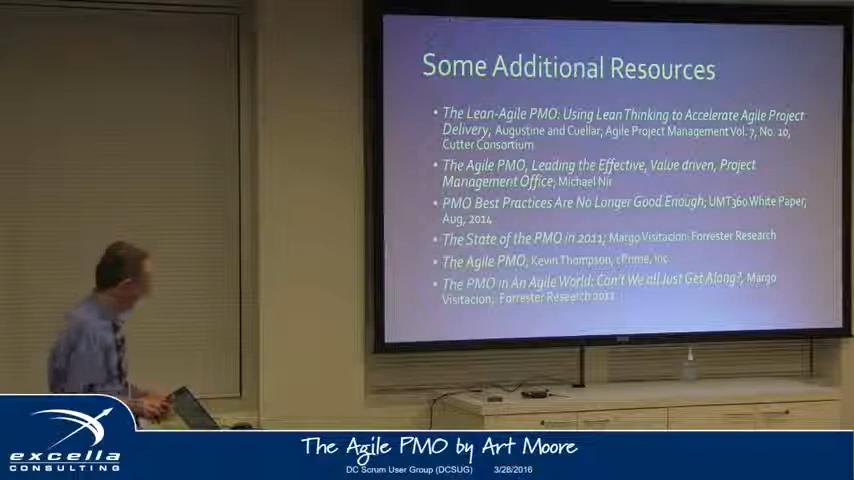 Some Additional Resources
• The Lean-Agile PMO: Using Lean Thinking to Accelerate Agile Project
Delivery, Augustine and Cuellar; Agile Project Management Vol. 7, No. 10,
Cutter Consortium
• The Agile PMO, Leading the Effective, Value driven, Project
Management Office, Michael Nir
• PMO Best Practices Are No Longer Good Enough; UMT360 White Paper,
Aug, 2014
• The State of the PMO in 2011; Margo Visitacion: Forrester Research
• The Agile PMO, Kevin Thompson, cPrime, Inc
• The PMO in An Agile World: Can't We all Just Get Along?, Margo
Visitacion, Forrester Research 2011
excella
CONSULTING
The Agile PMO by Art Moore
DC Scrum User Group (DCSUG) 3/28/2016